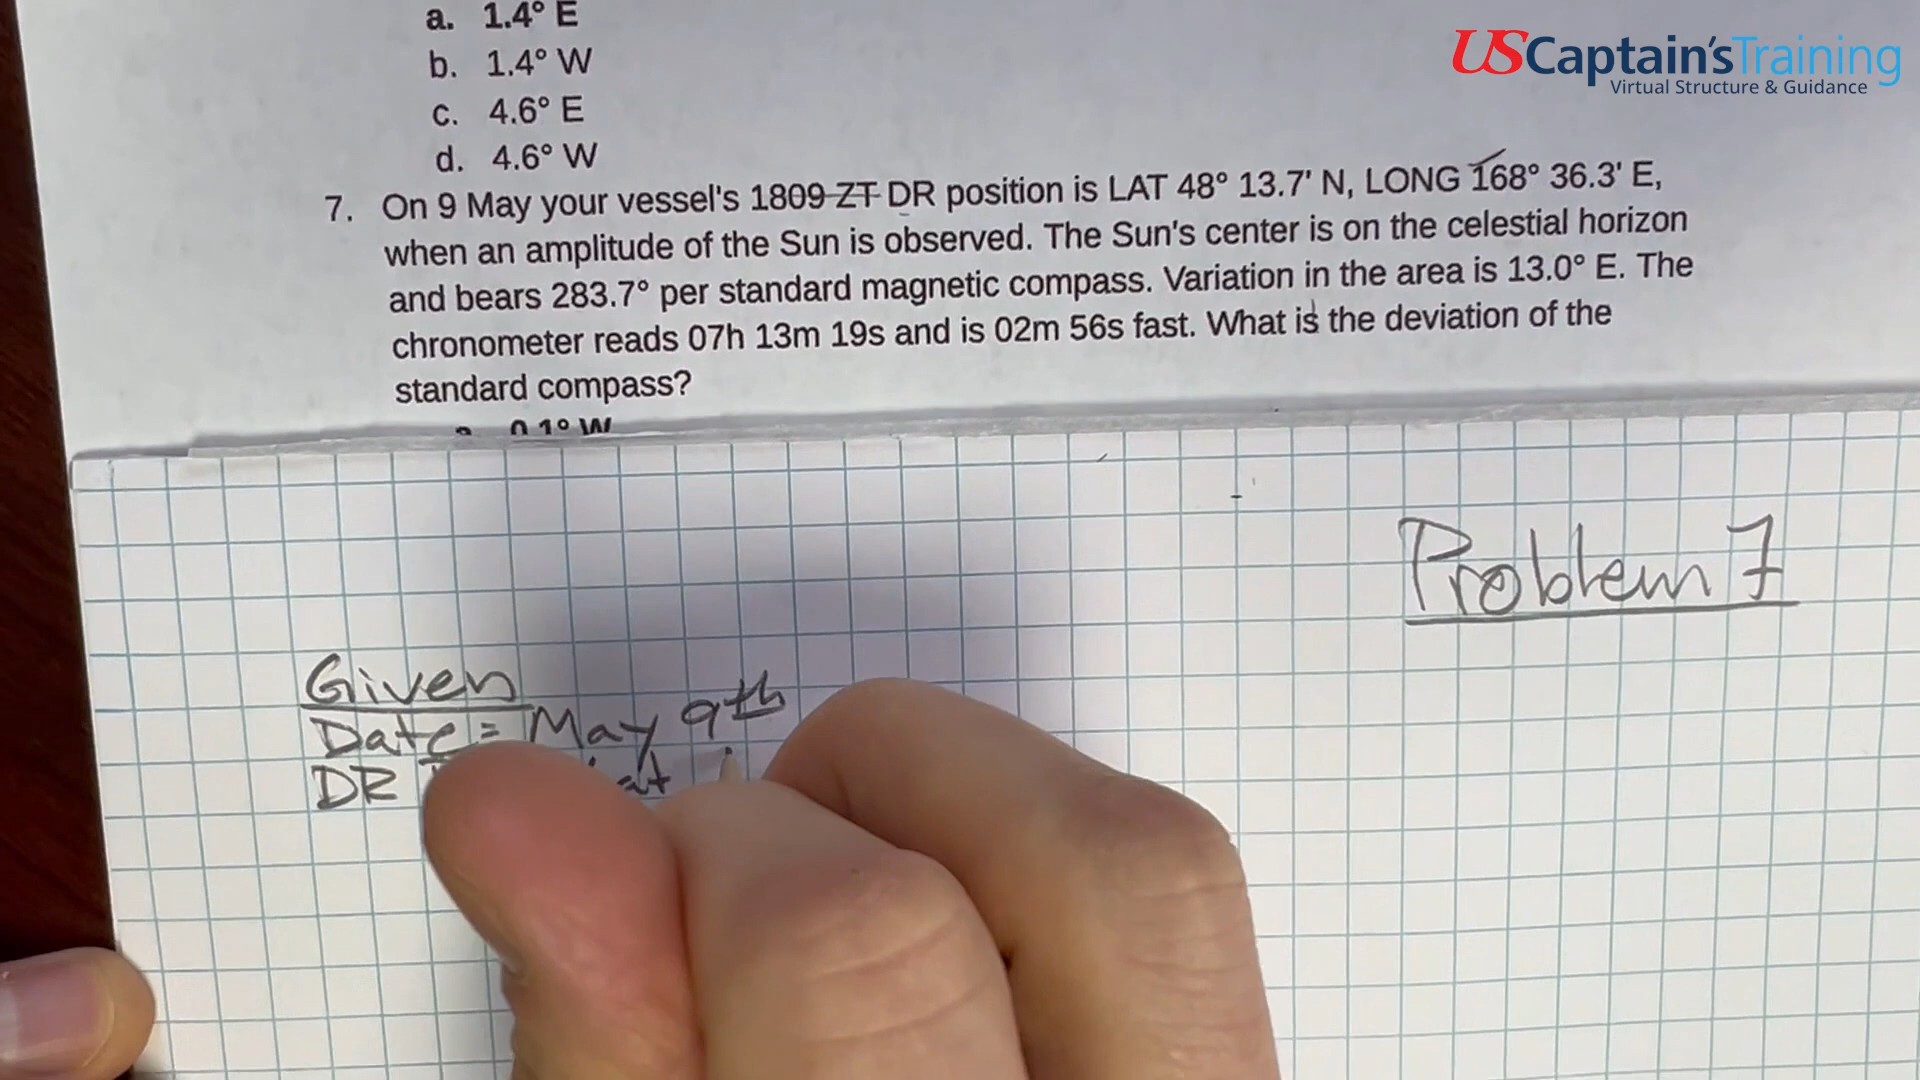 a. 1.4° E
USCaptain'sTraining
Virtual Structure & Guidance
b. 1.4° W
c. 4.6° E
d. 4.6° W
7. On 9 May your vessel's 1809 ZT DR position is LAT 48° 13.7' N, LONG 168° 36.3' E,
when an amplitude of the Sun is observed. The Sun's center is on the celestial horizon
and bears 283.7° per standard magnetic compass. Variation in the area is 13.0° E. The
chronometer reads 07h 13m 19s and is 02m 56s fast. What is the deviation of the
standard compass?
a. 0.1° W
Problem 7
Given
Date = May 9th
DR